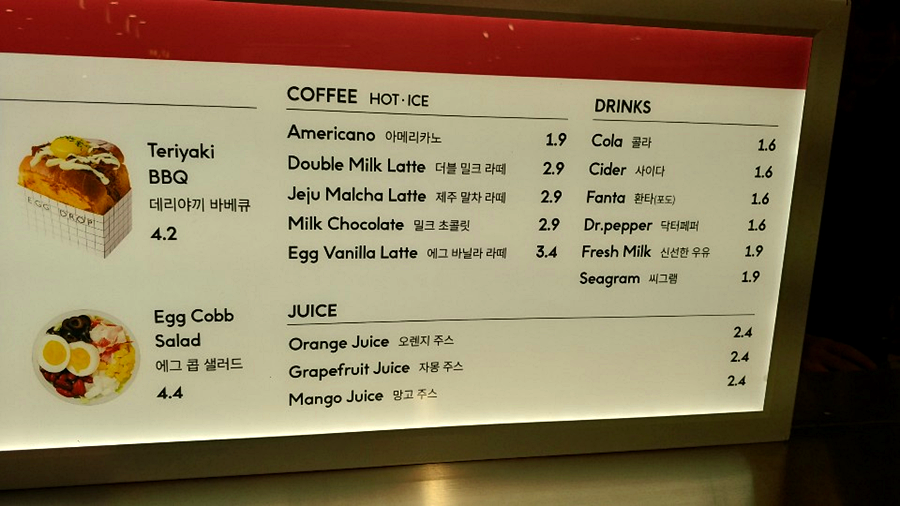 EGG DROP
Teriyaki
BBQ
데리야끼 바베큐
4.2
Egg Cobb
Salad
에그 콥 샐러드
4.4
COFFEE HOT·ICE
Americano 아메리카노 1.9
Double Milk Latte 더블 밀크 라떼 2.9
Jeju Malcha Latte 제주 말차 라떼 2.9
Milk Chocolate 밀크 초콜릿 2.9
Egg Vanilla Latte 에그 바닐라 라떼 3.4
DRINKS
Cola 콜라 1.6
Cider 사이다 1.6
Fanta 환타(포도) 1.6
Dr.pepper 닥터페퍼 1.6
Fresh Milk 신선한 우유 1.9
Seagram 씨그램 1.9
JUICE
Orange Juice 오렌지 주스 2.4
Grapefruit Juice 자몽 주스 2.4
Mango Juice 망고 주스 2.4